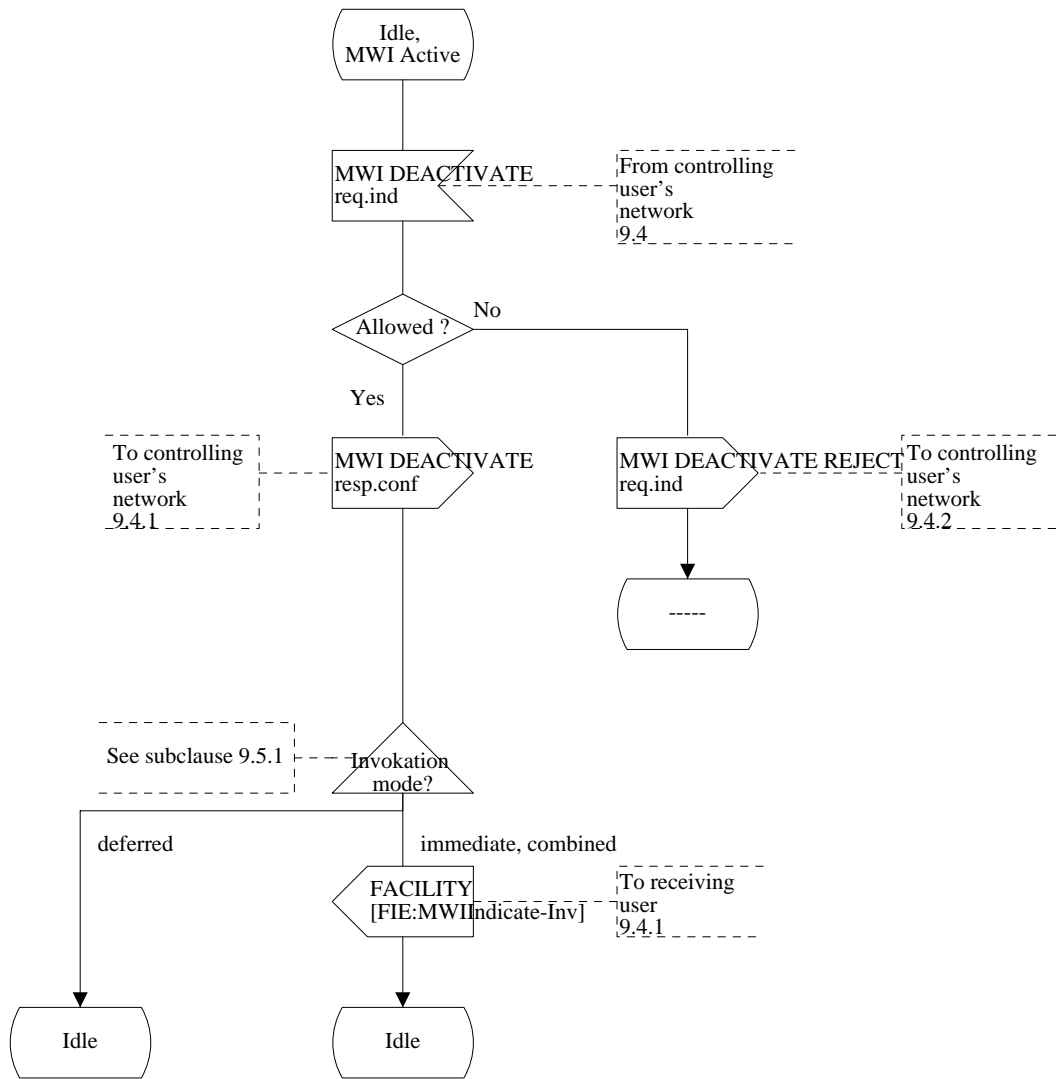 Idle,
MWI Active
MWI DEACTIVATE
req.ind
From controlling
user's
network
9.4
Allowed ?
No
Yes
To controlling
user's
network
9.4.1
MWI DEACTIVATE
resp.conf
MWI DEACTIVATE REJECT
req.ind
To controlling
user's
network
9.4.2
-----
See subclause 9.5.1
Invokation
mode?
deferred
immediate, combined
FACILITY
[FIE:MWIIndicate-Inv]
To receiving
user
9.4.1
Idle
Idle